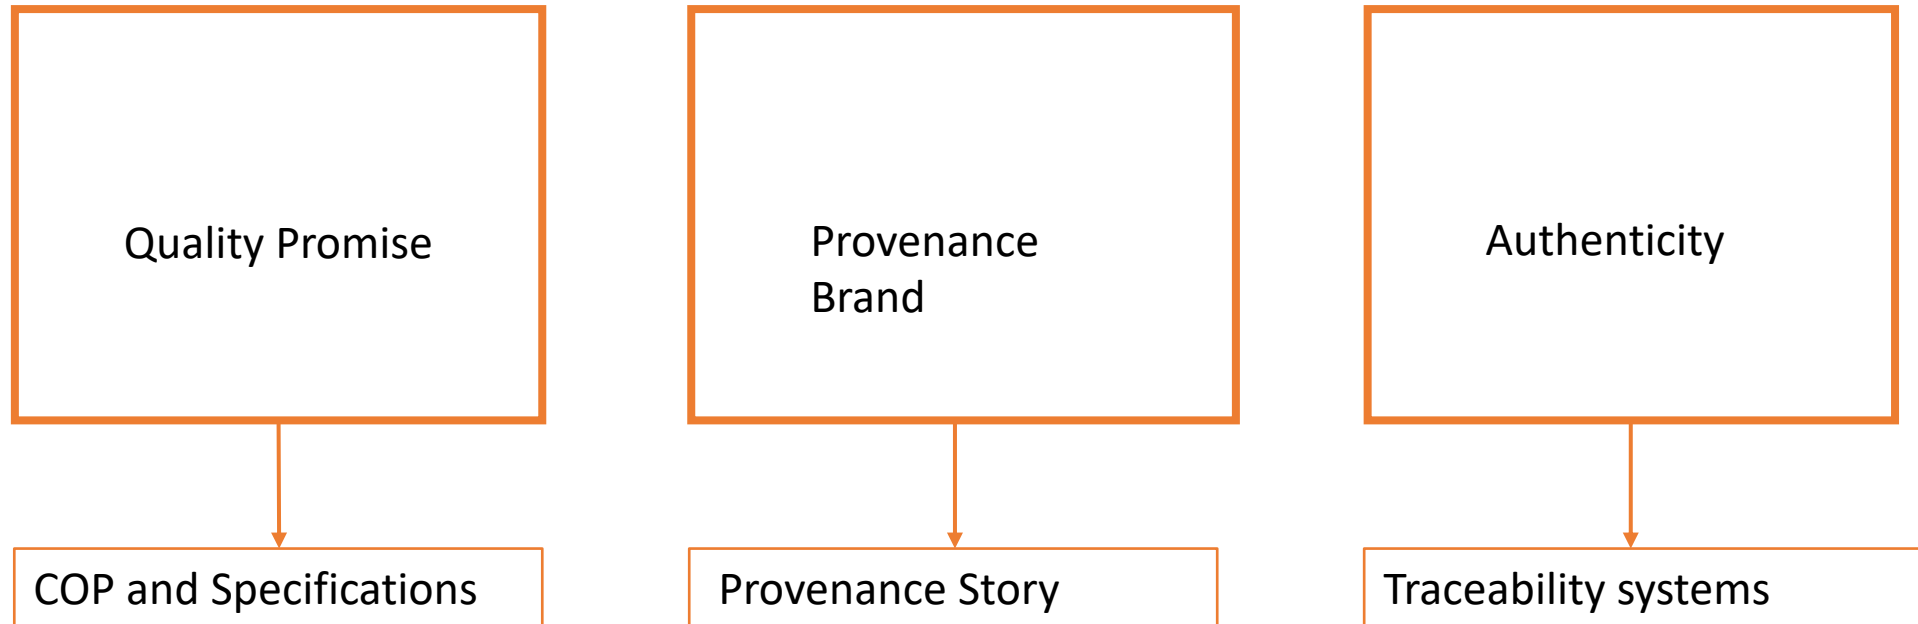 Quality Promise
Provenance
Brand
Authenticity
COP and Specifications
Provenance Story
Traceability systems